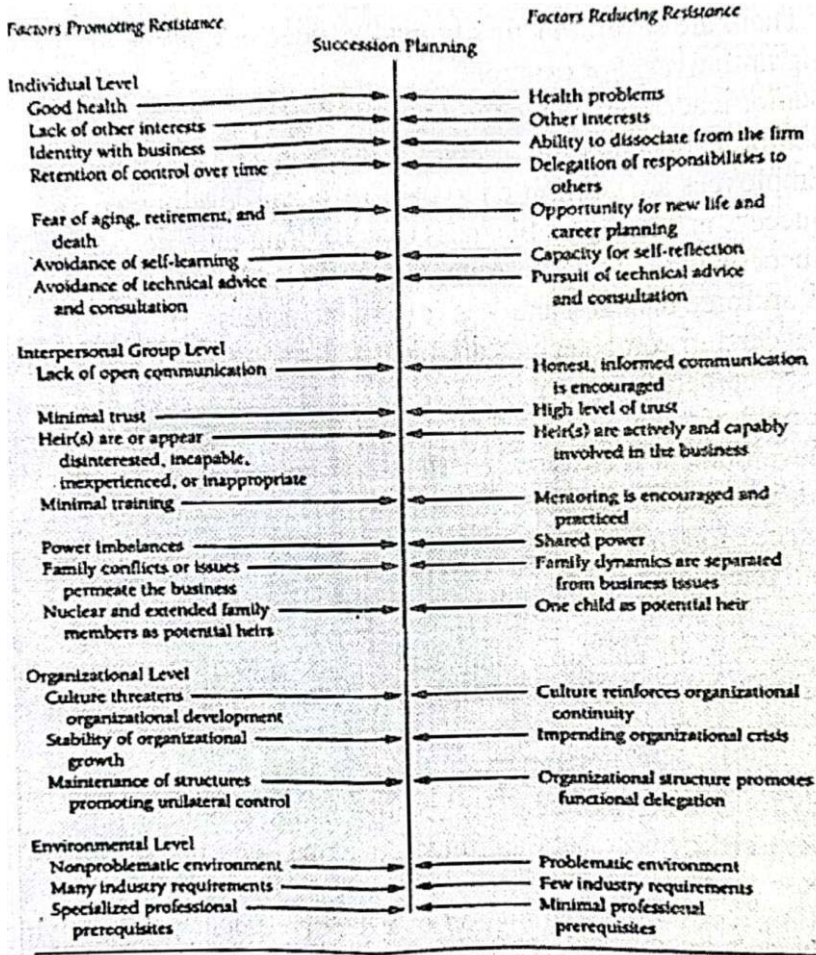 Factors Promoting Resistance
Factors Reducing Resistance
Succession Planning
Individual Level
Good health
Health problems
Lack of other interests
Other interests
Identity with business
Ability to dissociate from the firm
Retention of control over time
Delegation of responsibilities to
others
Fear of aging, retirement, and
death
Opportunity for new life and
career planning
Avoidance of self-learning
Capacity for self-reflection
Avoidance of technical advice
and consultation
Pursuit of technical advice
and consultation
Interpersonal Group Level
Lack of open communication
Honest, informed communication
is encouraged
Minimal trust
High level of trust
Heir(s) are or appear
disinterested, incapable,
inexperienced, or inappropriate
Heir(s) are actively and capably
involved in the business
Minimal training
Mentoring is encouraged and
practiced
Power imbalances
Shared power
Family conflicts or issues
permeate the business
Family dynamics are separated
from business issues
Nuclear and extended family
members as potential heirs
One child as potential heir
Organizational Level
Culture threatens
organizational development
Culture reinforces organizational
continuity
Stability of organizational
growth
Impending organizational crisis
Maintenance of structures
promoting unilateral control
Organizational structure promotes
functional delegation
Environmental Level
Nonproblematic environment
Problematic environment
Many industry requirements
Few industry requirements
Specialized professional
prerequisites
Minimal professional
prerequisites